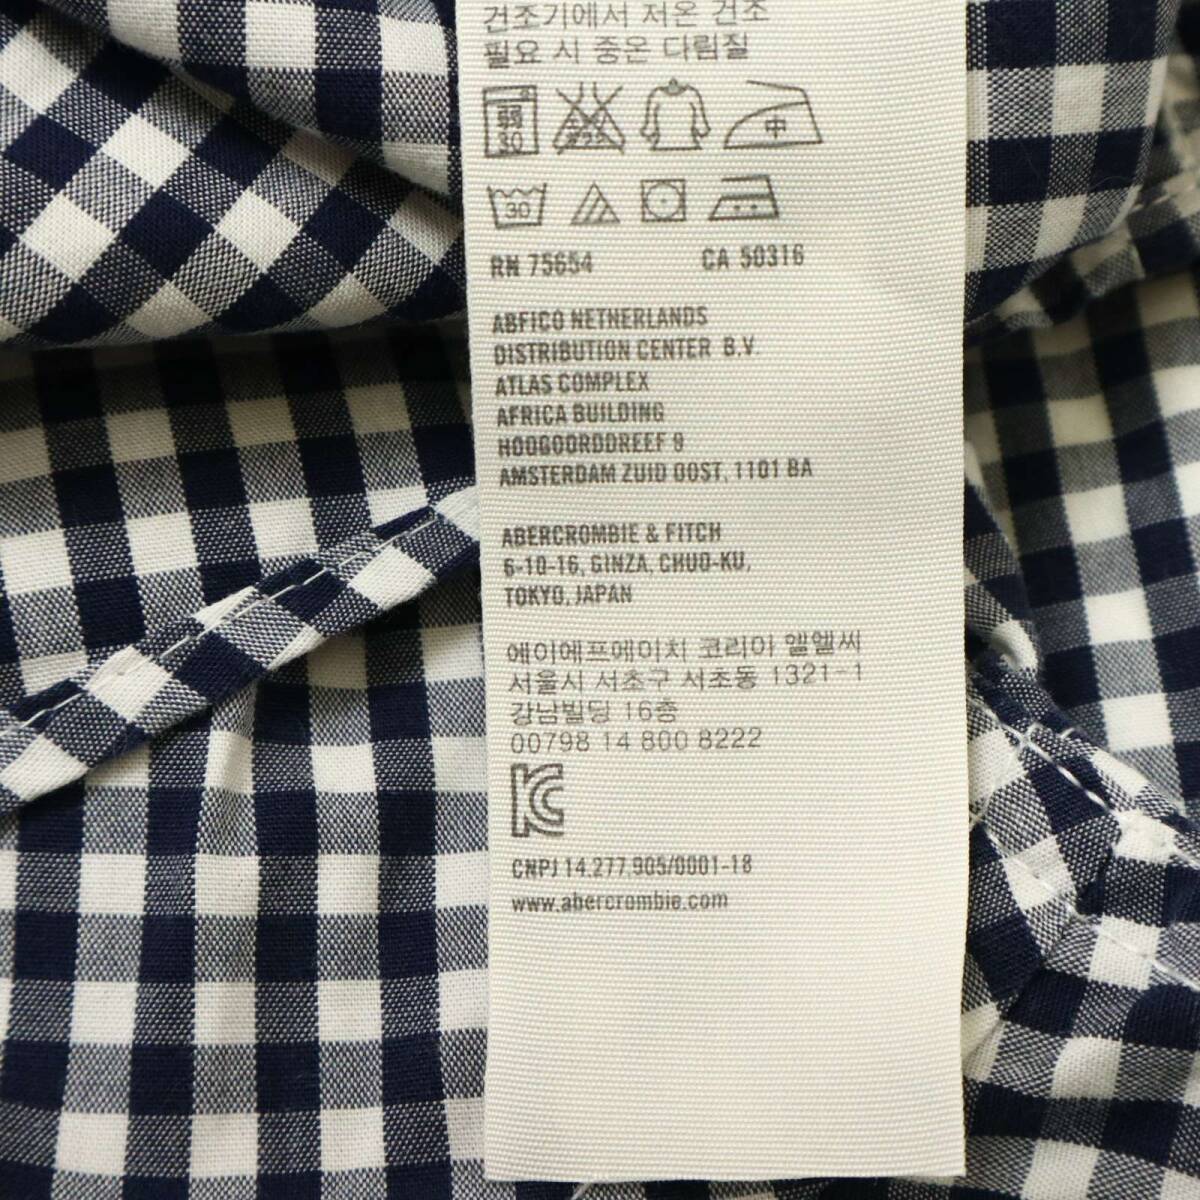 건조기에서 저온 건조
필요 시 중온 다림질
弱
30
中
30
RN 75654 CA 50316
ABFICO NETHERLANDS
DISTRIBUTION CENTER B.V.
ATLAS COMPLEX
AFRICA BUILDING
HOOGOORDDREEF 9
AMSTERDAM ZUID OOST, 1101 BA
ABERCROMBIE & FITCH
6-10-16, GINZA, CHUO-KU,
TOKYO, JAPAN
에이에프에이치 코리아 엘엘씨
서울시 서초구 서초동 1321-1
강남빌딩 16층
00798 14 800 8222
CNPJ 14.277.905/0001-18
www.abercrombie.com